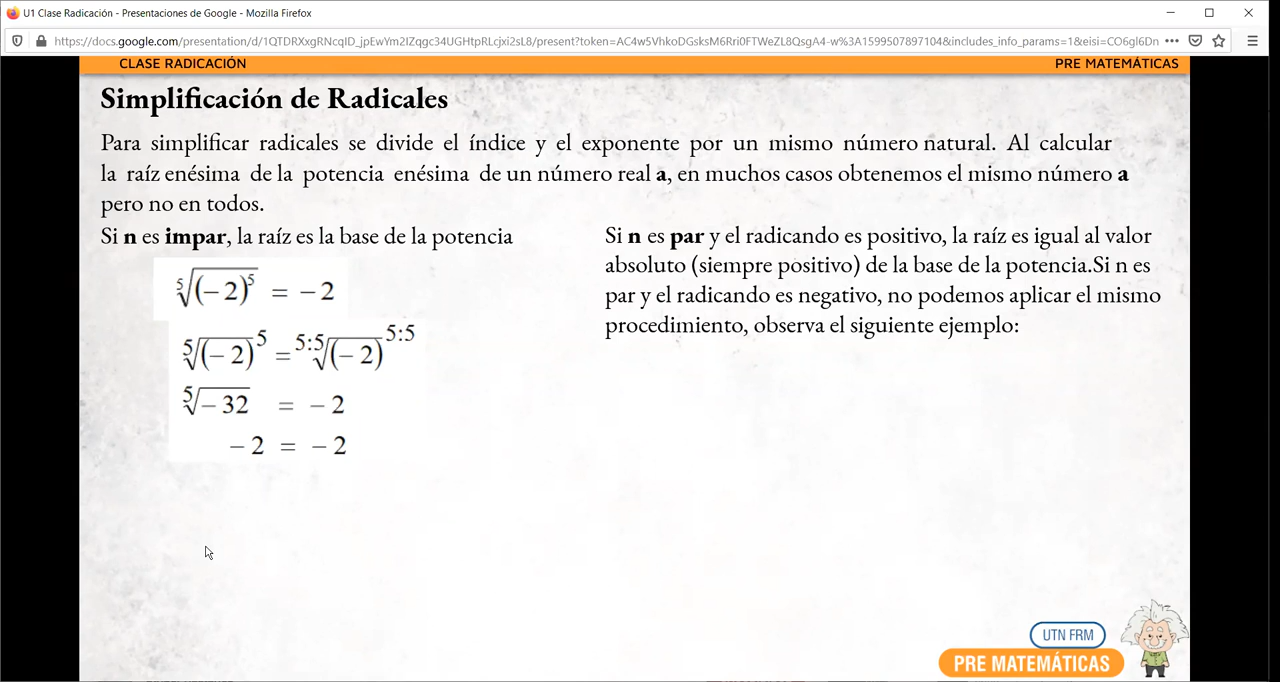 U1 Clase Radicación - Presentaciones de Google - Mozilla Firefox
https://docs.google.com/presentation/d/1QTDRXxgRNcqID_jpEwYm2IZqgc34UGHtpRLcjxi2sL8/present?token=AC4w5VhkoDGsksM6Rri0FTWeZL8QsgA4-w%3A1599507897104&includes_info_params=1&eisi=CO6gl6Dn
CLASE RADICACIÓN
PRE MATEMÁTICAS
Simplificación de Radicales
Para simplificar radicales se divide el índice y el exponente por un mismo número natural. Al calcular
la raíz enésima de la potencia enésima de un número real a, en muchos casos obtenemos el mismo número a
pero no en todos.
Si n es impar, la raíz es la base de la potencia
⁵√(−2)⁵ = −2
⁵√(−2)⁵ = ⁵:⁵√(−2)⁵:⁵
⁵√−32 = −2
−2 = −2
Si n es par y el radicando es positivo, la raíz es igual al valor
absoluto (siempre positivo) de la base de la potencia.Si n es
par y el radicando es negativo, no podemos aplicar el mismo
procedimiento, observa el siguiente ejemplo:
UTN FRM
PRE MATEMÁTICAS